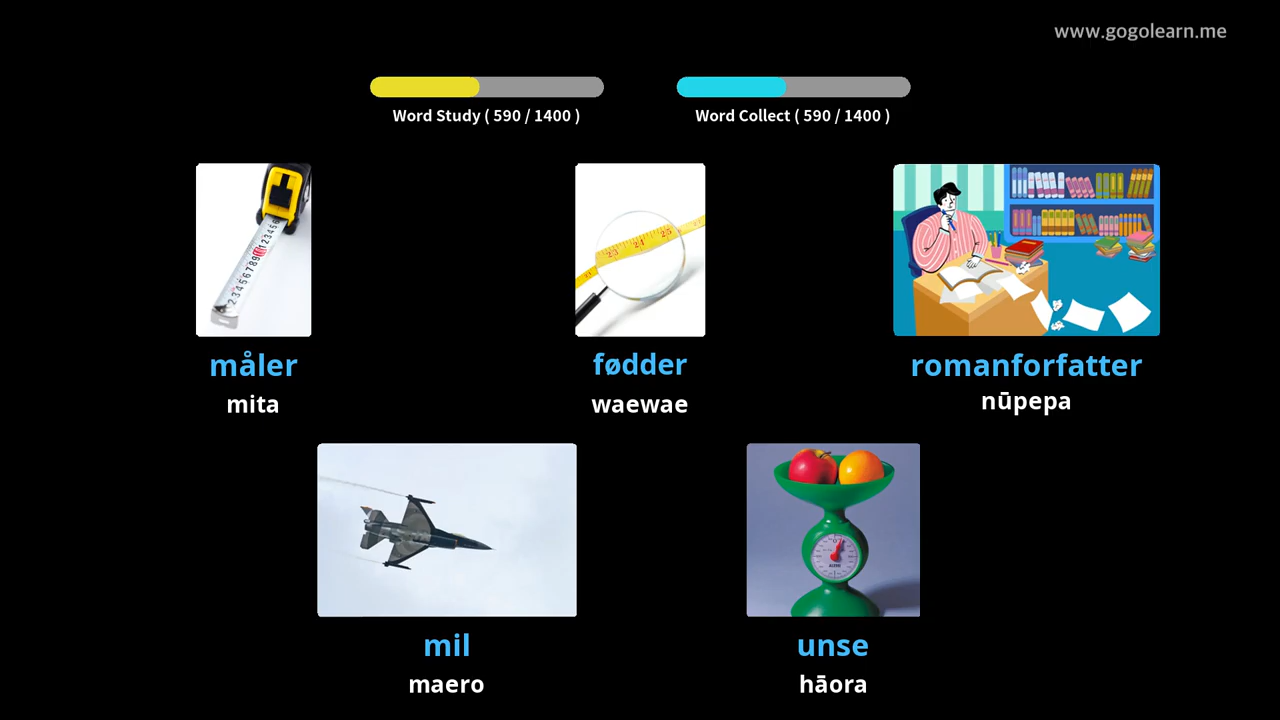 www.gogolearn.me
Word Study ( 590 / 1400 )
Word Collect ( 590 / 1400 )
måler
mita
fødder
waewae
romanforfatter
nūpepa
mil
maero
unse
hāora